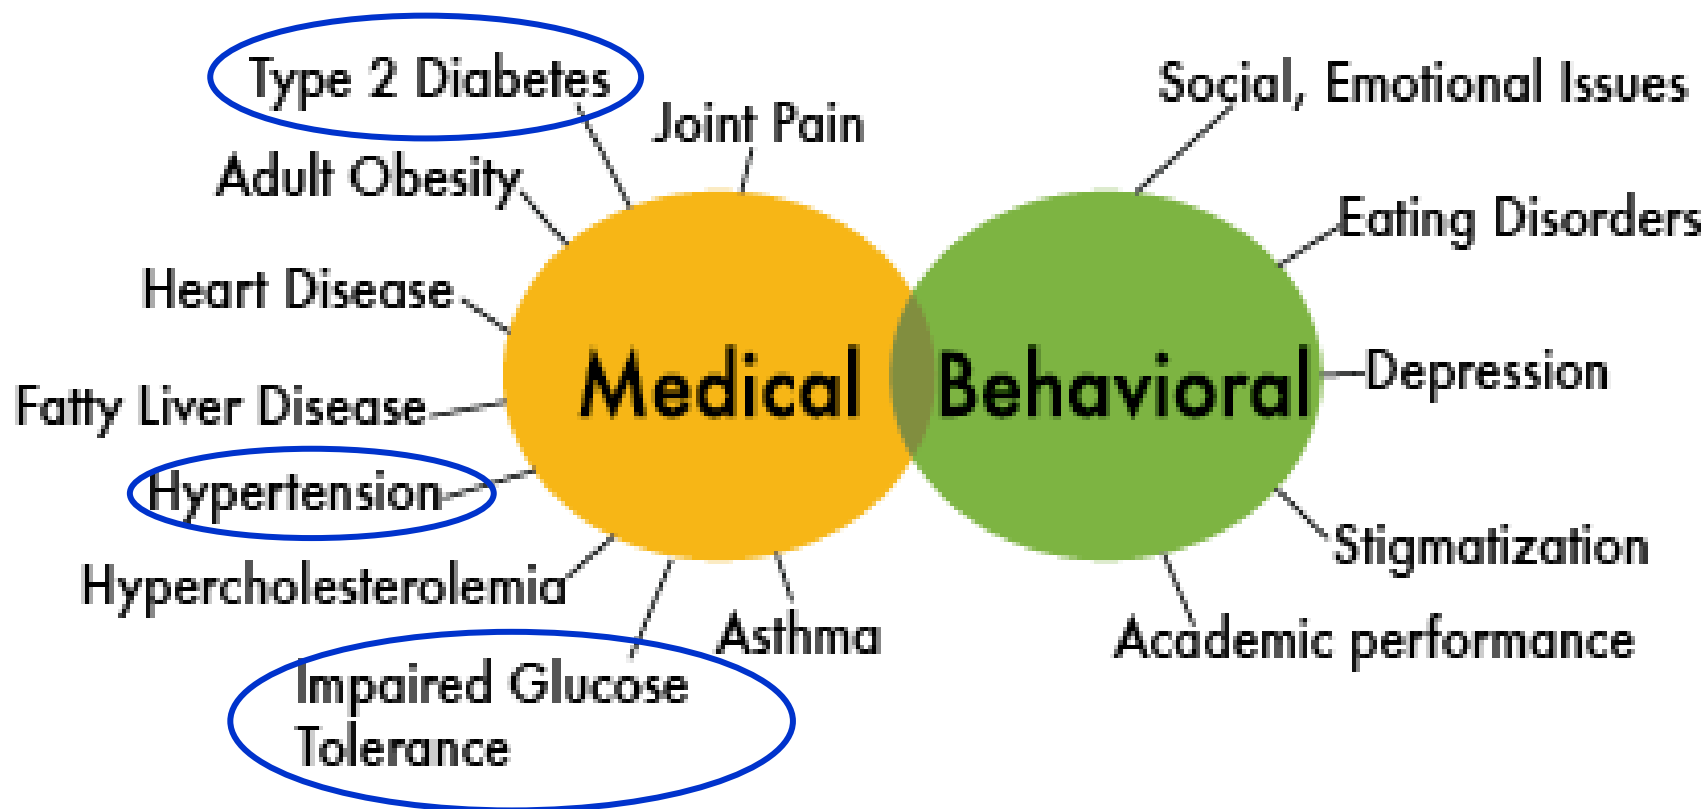 Type 2 Diabetes
Joint Pain
Adult Obesity
Heart Disease
Fatty Liver Disease
Hypertension
Hypercholesterolemia
Impaired Glucose
Tolerance
Asthma
Medical
Behavioral
Social, Emotional Issues
Eating Disorders
Depression
Stigmatization
Academic performance